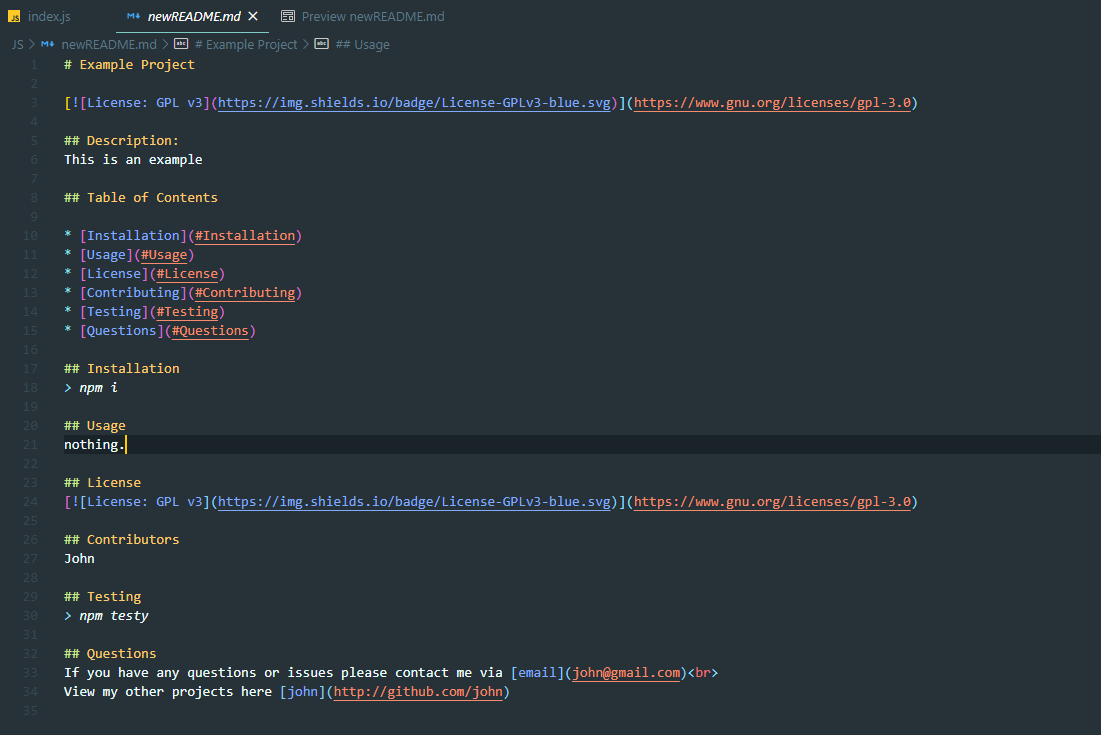 JS index.js newREADME.md × Preview newREADME.md
JS > newREADME.md > # Example Project > ## Usage
1 # Example Project
2
3 [![License: GPL v3](https://img.shields.io/badge/License-GPLv3-blue.svg)](https://www.gnu.org/licenses/gpl-3.0)
4
5 ## Description:
6 This is an example
7
8 ## Table of Contents
9
10 * [Installation](#Installation)
11 * [Usage](#Usage)
12 * [License](#License)
13 * [Contributing](#Contributing)
14 * [Testing](#Testing)
15 * [Questions](#Questions)
16
17 ## Installation
18 > npm i
19
20 ## Usage
21 nothing.
22
23 ## License
24 [![License: GPL v3](https://img.shields.io/badge/License-GPLv3-blue.svg)](https://www.gnu.org/licenses/gpl-3.0)
25
26 ## Contributors
27 John
28
29 ## Testing
30 > npm testy
31
32 ## Questions
33 If you have any questions or issues please contact me via [email](john@gmail.com)<br>
34 View my other projects here [john](http://github.com/john)
35